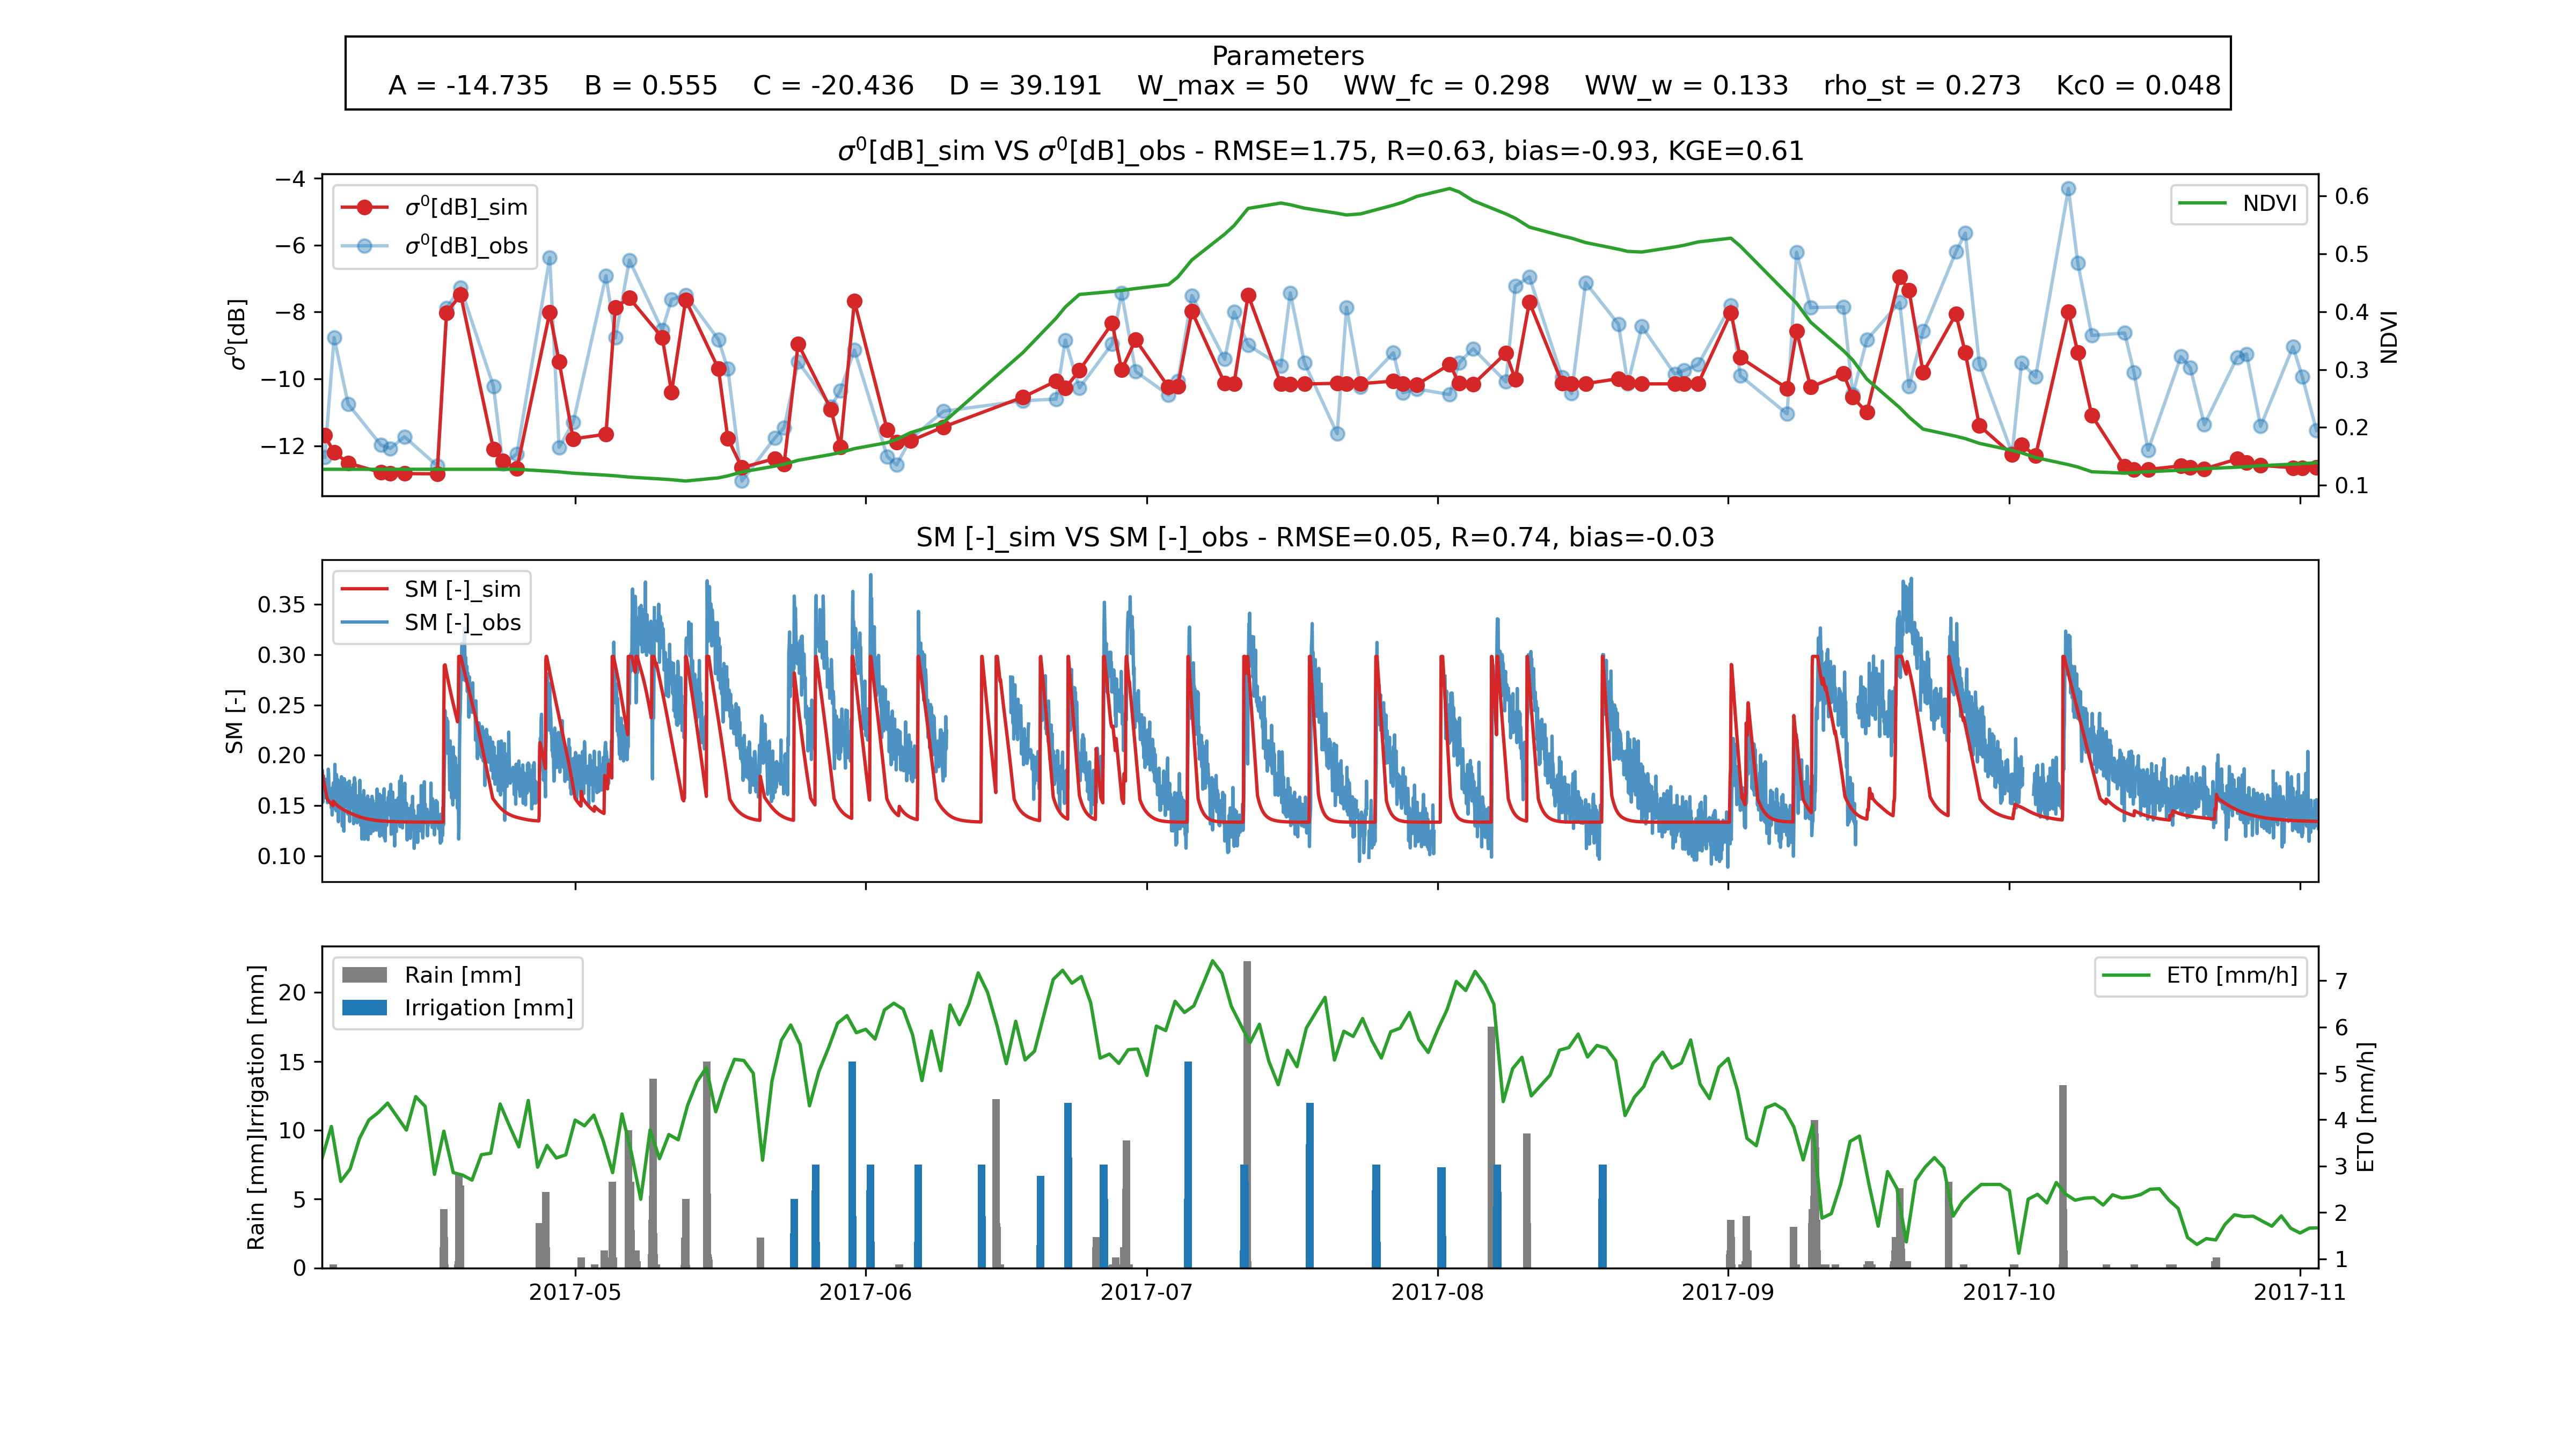 Parameters
A = -14.735 B = 0.555 C = -20.436 D = 39.191 W_max = 50 WW_fc = 0.298 WW_w = 0.133 rho_st = 0.273 Kc0 = 0.048
σ⁰[dB]_sim VS σ⁰[dB]_obs - RMSE=1.75, R=0.63, bias=-0.93, KGE=0.61
σ⁰[dB]_sim
σ⁰[dB]_obs
NDVI
−4
−6
−8
−10
−12
σ⁰[dB]
0.6
0.5
0.4
0.3
0.2
0.1
NDVI
SM [-]_sim VS SM [-]_obs - RMSE=0.05, R=0.74, bias=-0.03
SM [-]_sim
SM [-]_obs
0.35
0.30
0.25
0.20
0.15
0.10
SM [-]
Rain [mm]
Irrigation [mm]
ET0 [mm/h]
20
15
10
5
0
Rain [mm]Irrigation [mm]
7
6
5
4
3
2
1
ET0 [mm/h]
2017-05 2017-06 2017-07 2017-08 2017-09 2017-10 2017-11